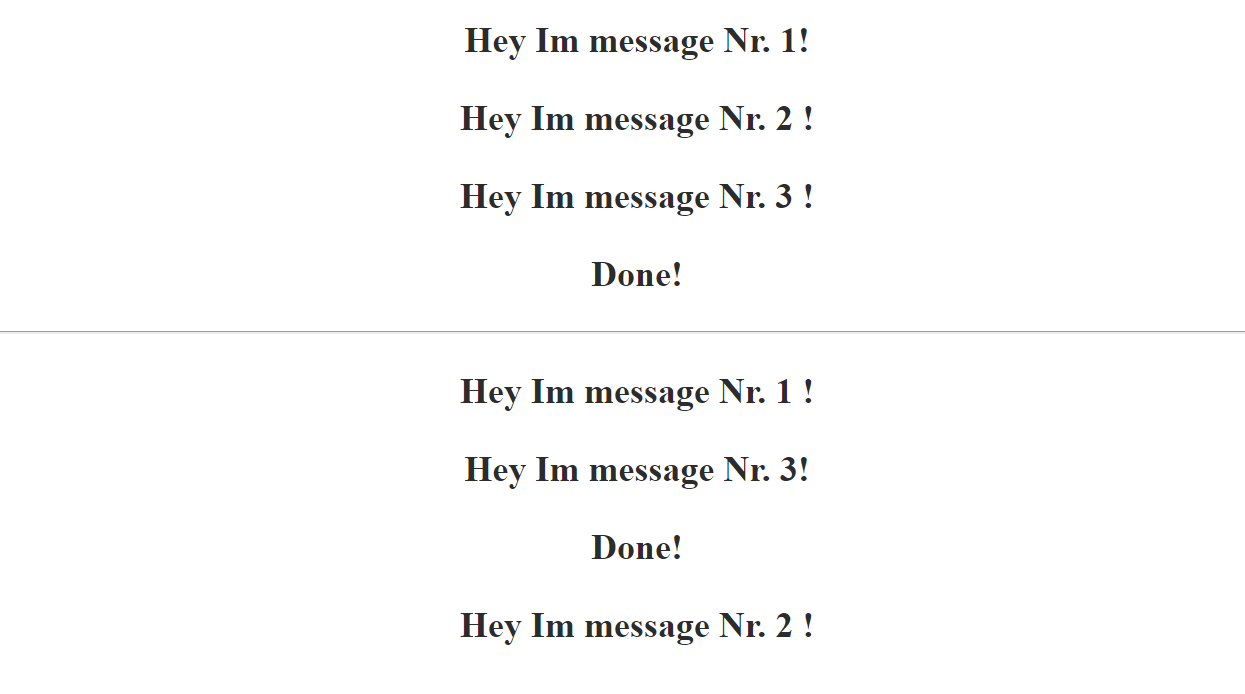 Hey Im message Nr. 1!
Hey Im message Nr. 2 !
Hey Im message Nr. 3 !
Done!
Hey Im message Nr. 1 !
Hey Im message Nr. 3!
Done!
Hey Im message Nr. 2 !